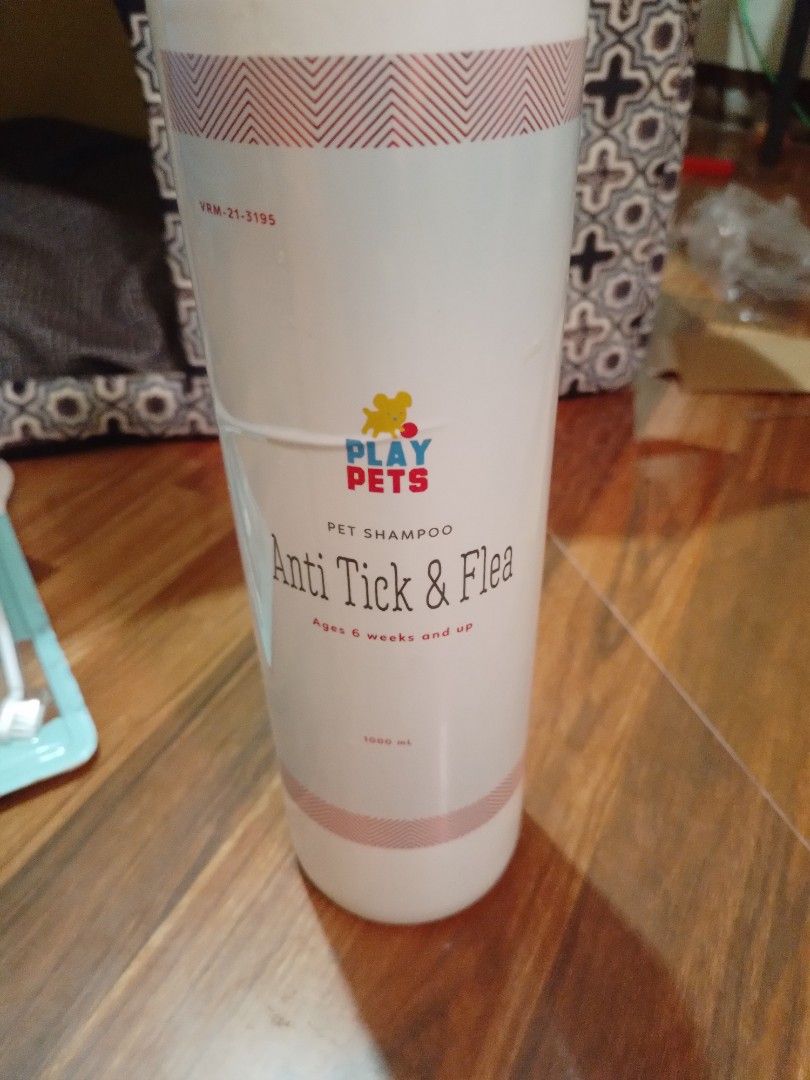 VRM-21-3195
PLAY
PETS
PET SHAMPOO
Anti Tick & Flea
Ages 6 weeks and up
1000 mL